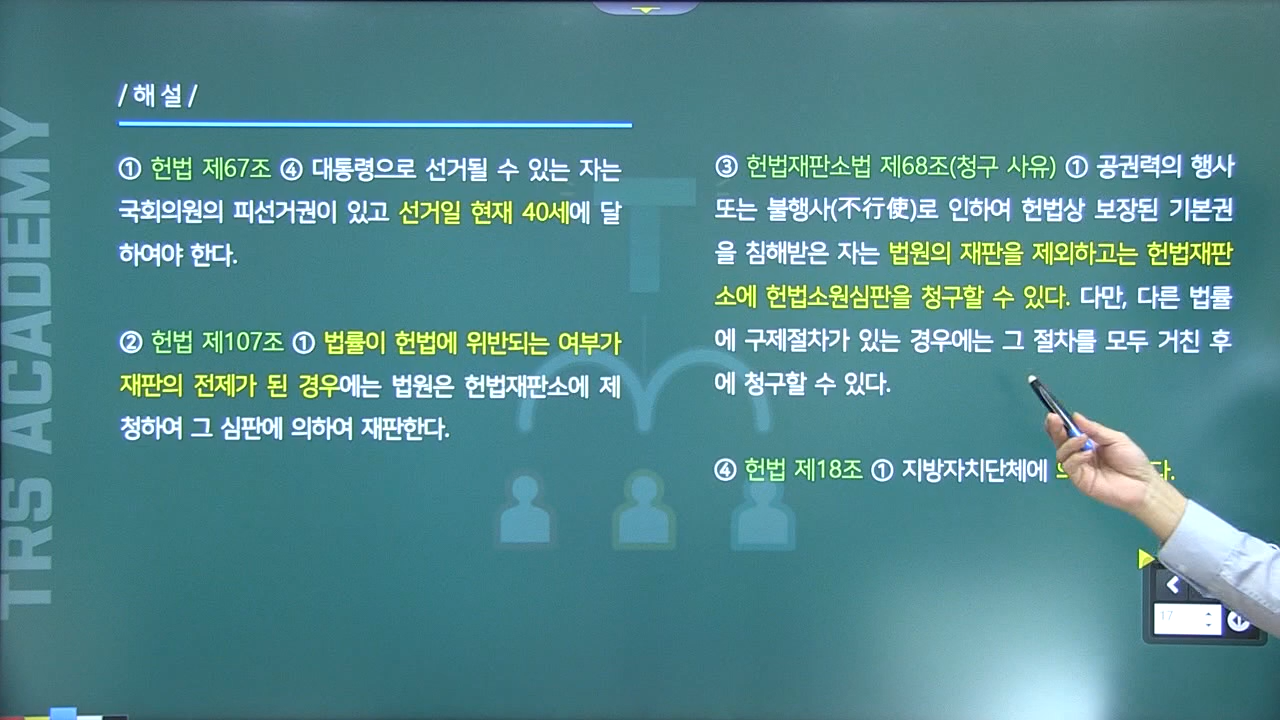 / 해 설 /
① 헌법 제67조 ④ 대통령으로 선거될 수 있는 자는
국회의원의 피선거권이 있고 선거일 현재 40세에 달
하여야 한다.
② 헌법 제107조 ① 법률이 헌법에 위반되는 여부가
재판의 전제가 된 경우에는 법원은 헌법재판소에 제
청하여 그 심판에 의하여 재판한다.
③ 헌법재판소법 제68조(청구 사유) ① 공권력의 행사
또는 불행사(不行使)로 인하여 헌법상 보장된 기본권
을 침해받은 자는 법원의 재판을 제외하고는 헌법재판
소에 헌법소원심판을 청구할 수 있다. 다만, 다른 법률
에 구제절차가 있는 경우에는 그 절차를 모두 거친 후
에 청구할 수 있다.
④ 헌법 제18조 ① 지방자치단체에
다.
TRS ACADEMY
17